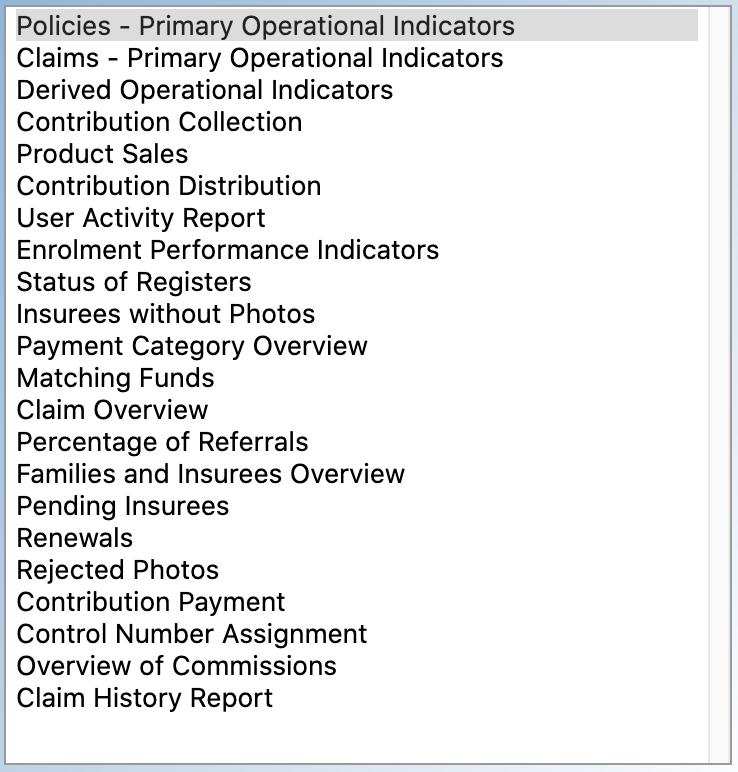 Policies - Primary Operational Indicators
Claims - Primary Operational Indicators
Derived Operational Indicators
Contribution Collection
Product Sales
Contribution Distribution
User Activity Report
Enrolment Performance Indicators
Status of Registers
Insurees without Photos
Payment Category Overview
Matching Funds
Claim Overview
Percentage of Referrals
Families and Insurees Overview
Pending Insurees
Renewals
Rejected Photos
Contribution Payment
Control Number Assignment
Overview of Commissions
Claim History Report